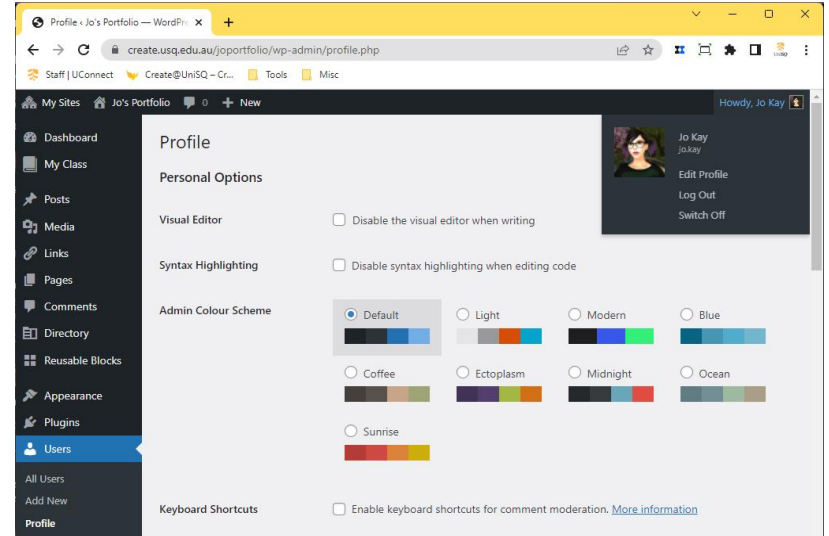 Profile ‹ Jo's Portfolio — WordPr
create.usq.edu.au/joportfolio/wp-admin/profile.php
Staff | UConnect
Create@UniSQ – Cr...
Tools
Misc
My Sites
Jo's Portfolio
0
New
Howdy, Jo Kay
Jo Kay
jo.kay
Edit Profile
Log Out
Switch Off
Dashboard
My Class
Posts
Media
Links
Pages
Comments
Directory
Reusable Blocks
Appearance
Plugins
Users
All Users
Add New
Profile
Profile
Personal Options
Visual Editor
Disable the visual editor when writing
Syntax Highlighting
Disable syntax highlighting when editing code
Admin Colour Scheme
Default
Light
Modern
Blue
Coffee
Ectoplasm
Midnight
Ocean
Sunrise
Keyboard Shortcuts
Enable keyboard shortcuts for comment moderation. More information